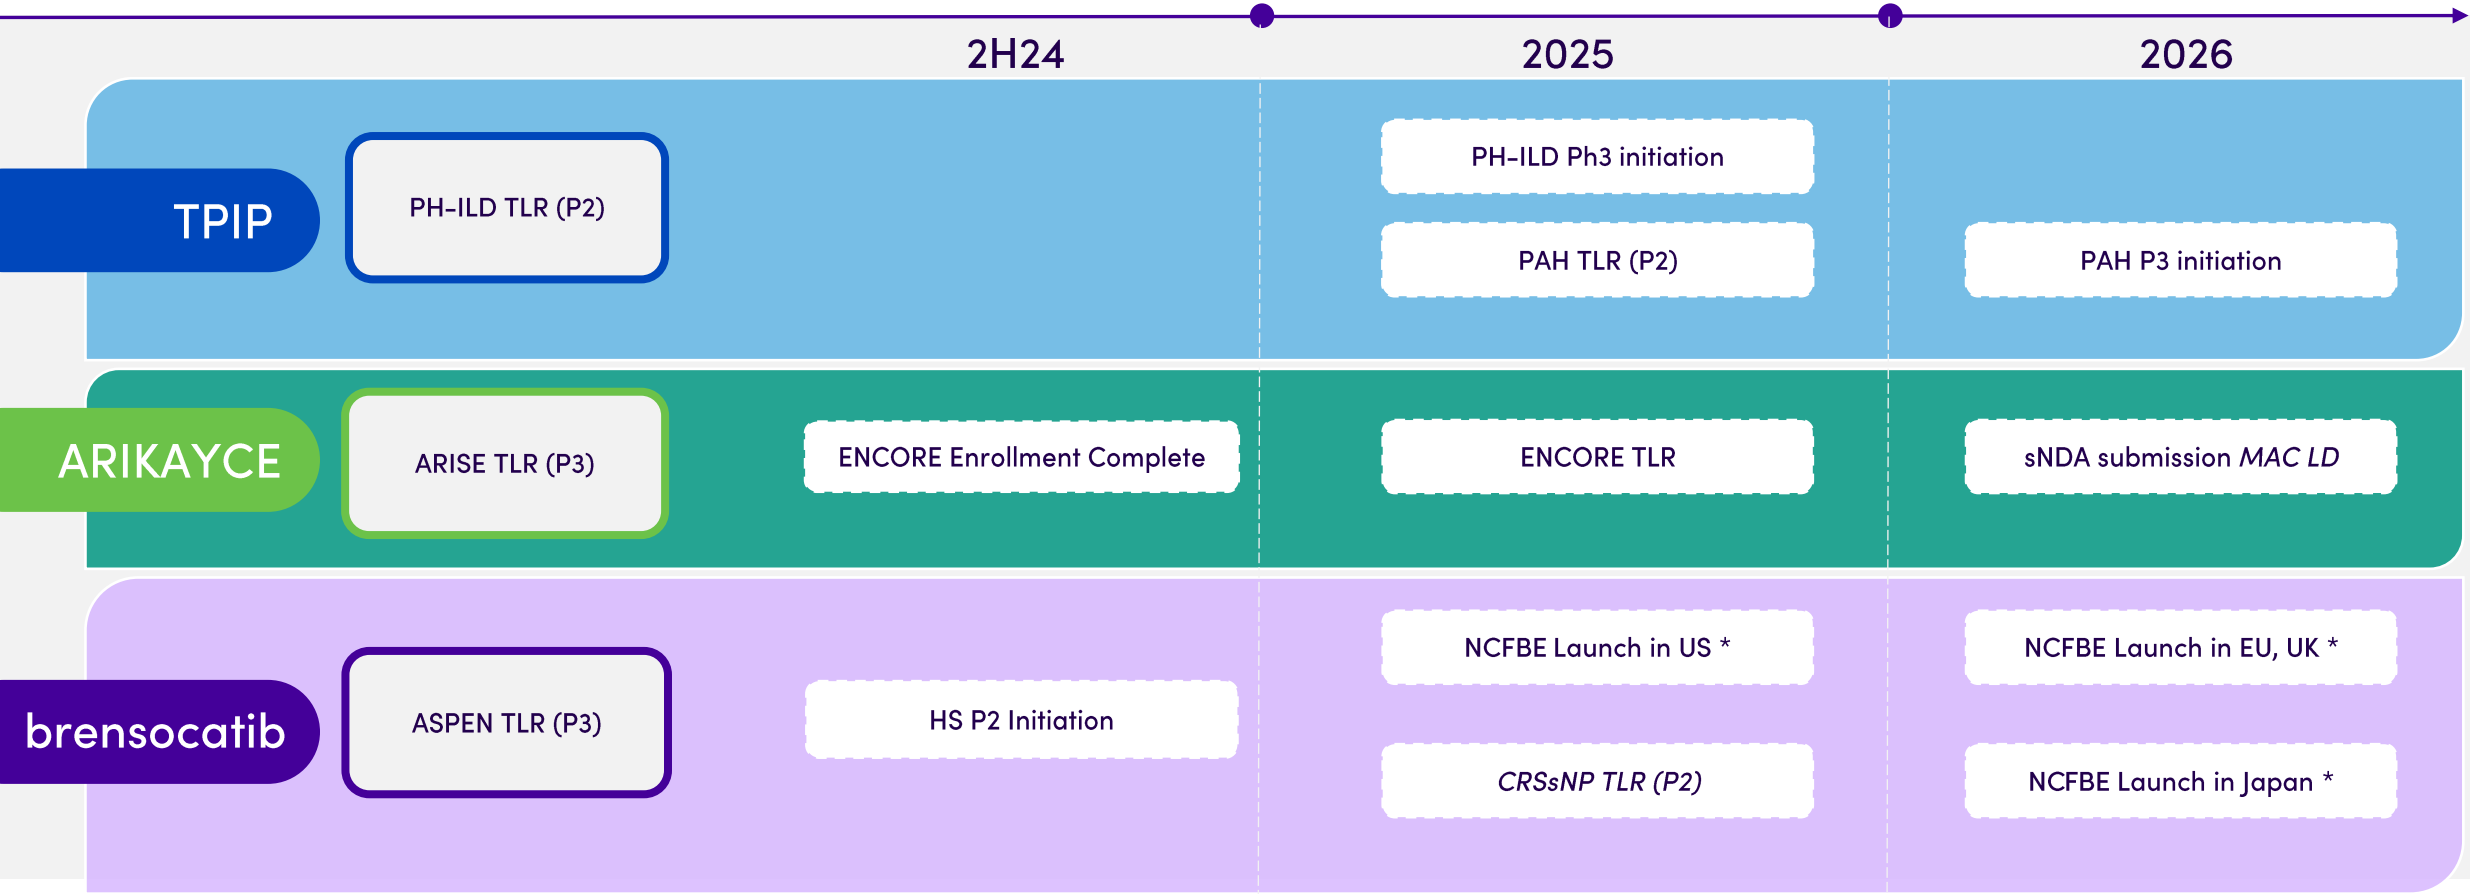 2H24
2025
2026
TPIP
PH-ILD TLR (P2)
PH-ILD Ph3 initiation
PAH TLR (P2)
PAH P3 initiation
ARIKAYCE
ARISE TLR (P3)
ENCORE Enrollment Complete
ENCORE TLR
sNDA submission MAC LD
brensocatib
ASPEN TLR (P3)
HS P2 Initiation
NCFBE Launch in US *
CRSsNP TLR (P2)
NCFBE Launch in EU, UK *
NCFBE Launch in Japan *